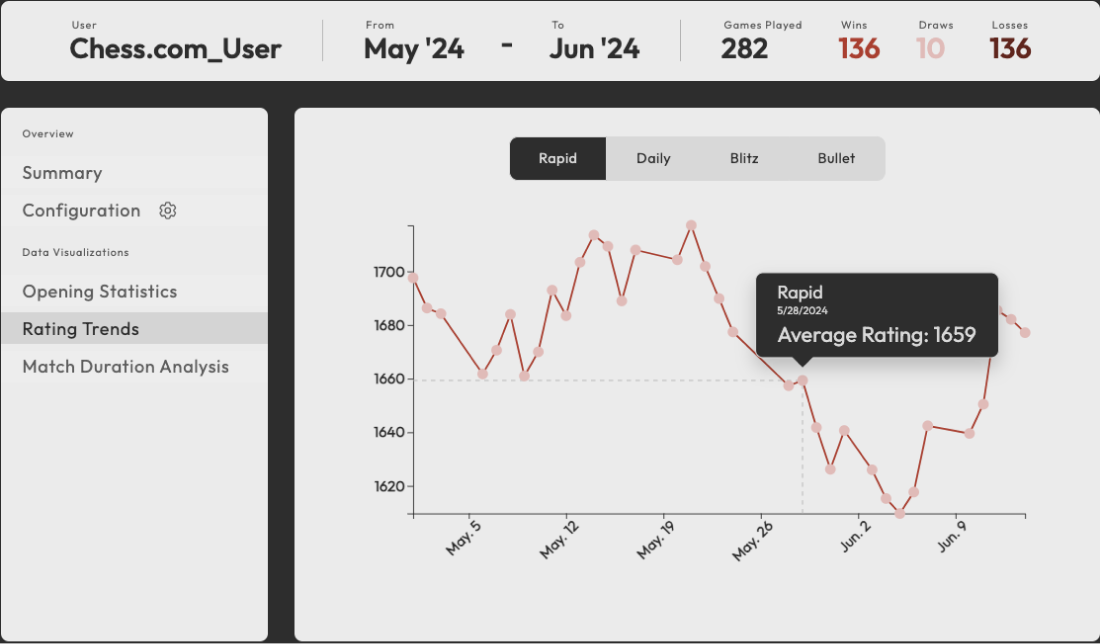 User From To Games Played Wins Draws Losses
Chess.com_User May '24 - Jun '24 282 136 10 136
Overview
Summary
Configuration
Data Visualizations
Opening Statistics
Rating Trends
Match Duration Analysis
Rapid Daily Blitz Bullet
1700
1680
1660
1640
1620
Rapid
5/28/2024
Average Rating: 1659
May. 5 May. 12 May. 19 May. 26 Jun. 2 Jun. 9